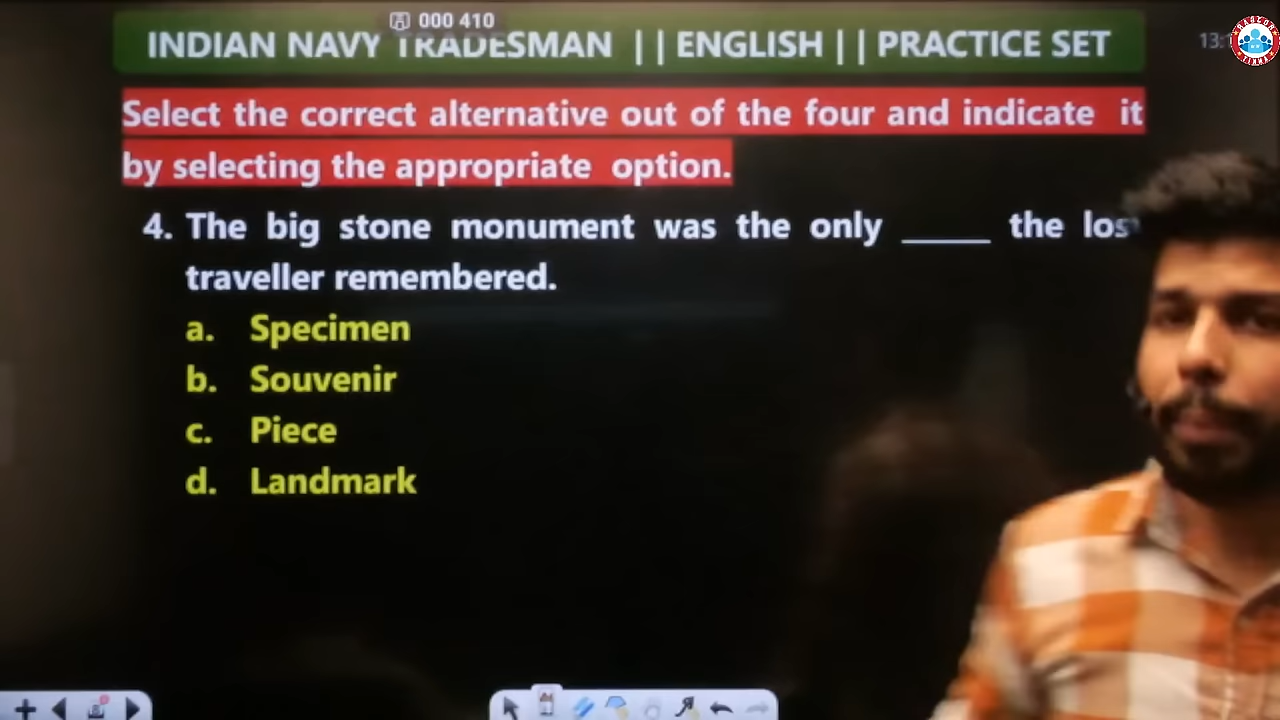 000 410
INDIAN NAVY TRADESMAN || ENGLISH || PRACTICE SET
Select the correct alternative out of the four and indicate it
by selecting the appropriate option.
4. The big stone monument was the only _____ the
traveller remembered.
a. Specimen
b. Souvenir
c. Piece
d. Landmark